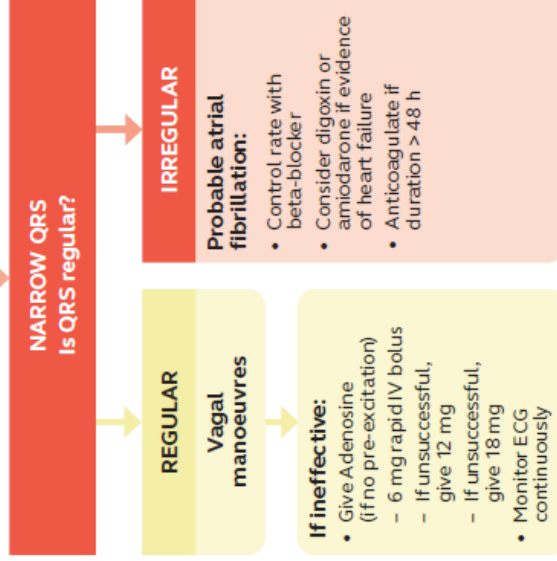 NARROW QRS
Is QRS regular?
REGULAR
Vagal
manoeuvres
If ineffective:
• Give Adenosine
(if no pre-excitation)
– 6 mg rapid IV bolus
– If unsuccessful,
give 12 mg
– If unsuccessful,
give 18 mg
• Monitor ECG
continuously
IRREGULAR
Probable atrial
fibrillation:
• Control rate with
beta-blocker
• Consider digoxin or
amiodarone if evidence
of heart failure
• Anticoagulate if
duration > 48 h